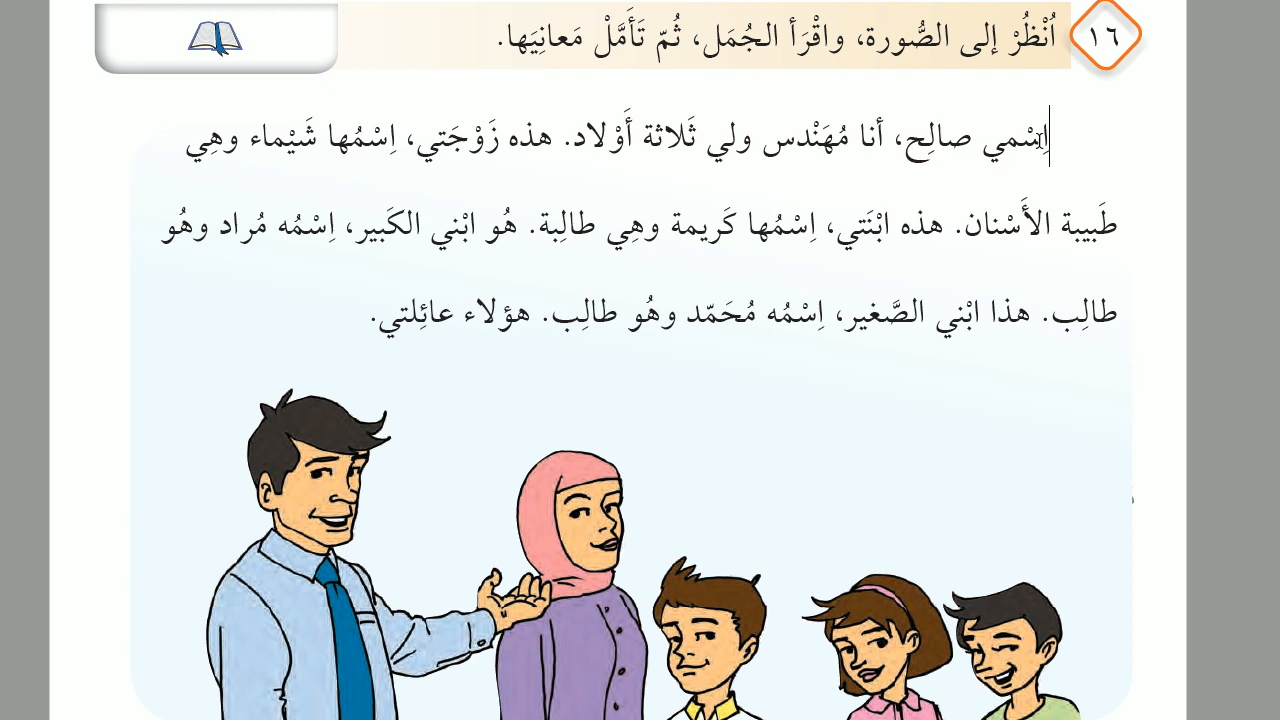 ١٦
اُنْظُرْ إلى الصُّورة، واقْرَأ الجُمَل، ثُمّ تَأَمَّلْ مَعانِيَها.
اِسْمي صالِح، أنا مُهَنْدس ولي ثَلاثة أَوْلاد. هذه زَوْجَتي، اِسْمُها شَيْماء وهِي
طَبيبة الأَسْنان. هذه ابْنَتي، اِسْمُها كَريمة وهِي طالِبة. هُو ابْني الكَبير، اِسْمُه مُراد وهُو
طالِب. هذا ابْني الصَّغير، اِسْمُه مُحَمّد وهُو طالِب. هؤلاء عائِلتي.